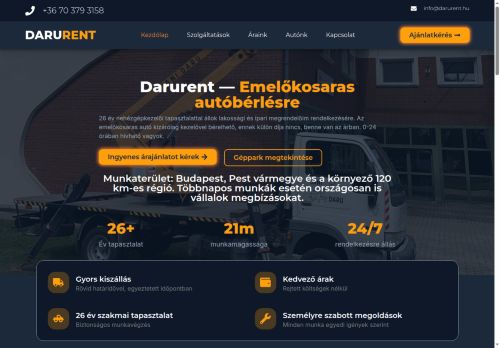 +36 70 379 3158
info@darurent.hu
DARURENT
Kezdőlap
Szolgáltatások
Áraink
Autónk
Kapcsolat
Ajánlatkérés →
Darurent — Emelőkosaras
autóbérlésre
26 év nehézgépkezelői tapasztalattal állok lakossági és ipari megrendelőim rendelkezésére. Az
emelőkosaras autó kizárólag kezelővel bérelhető, ennek külön díja nincs, benne van az árban. 0-24
órában hívható vagyok.
Ingyenes árajánlatot kérek →
Géppark megtekintése
Munkaterület: Budapest, Pest vármegye és a környező 120
km-es régió. Többnapos munkák esetén országosan is
vállalok megbízásokat.
26+
21m
24/7
Év tapasztalat
munkamagassága
rendelkezésre állás
Gyors kiszállás
Rövid határidővel, egyeztetett időpontban
Kedvező árak
Rejtett költségek nélkül
26 év szakmai tapasztalat
Biztonságos munkavégzés
Személyre szabott megoldások
Minden munka egyedi igények szerint